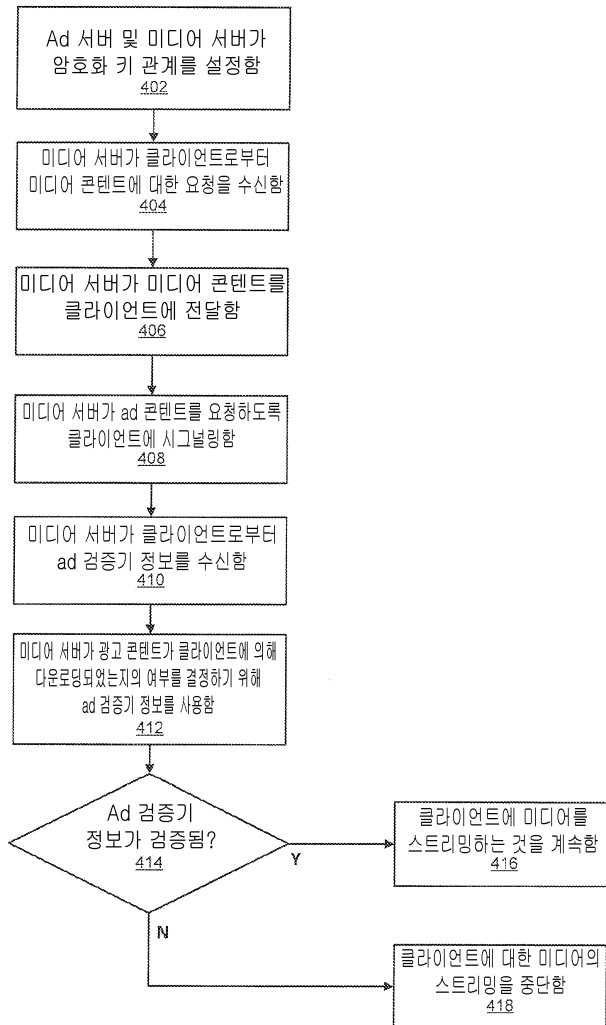 Ad 서버 및 미디어 서버가
암호화 키 관계를 설정함
402
미디어 서버가 클라이언트로부터
미디어 콘텐트에 대한 요청을 수신함
404
미디어 서버가 미디어 콘텐트를
클라이언트에 전달함
406
미디어 서버가 ad 콘텐트를 요청하도록
클라이언트에 시그널링함
408
미디어 서버가 클라이언트로부터
ad 검증기 정보를 수신함
410
미디어 서버가 광고 콘텐트가 클라이언트에 의해
다운로딩되었는지의 여부를 결정하기 위해
ad 검증기 정보를 사용함
412
Ad 검증기
정보가 검증됨?
414
Y
클라이언트에 미디어를
스트리밍하는 것을 계속함
416
N
클라이언트에 대한 미디어의
스트리밍을 중단함
418